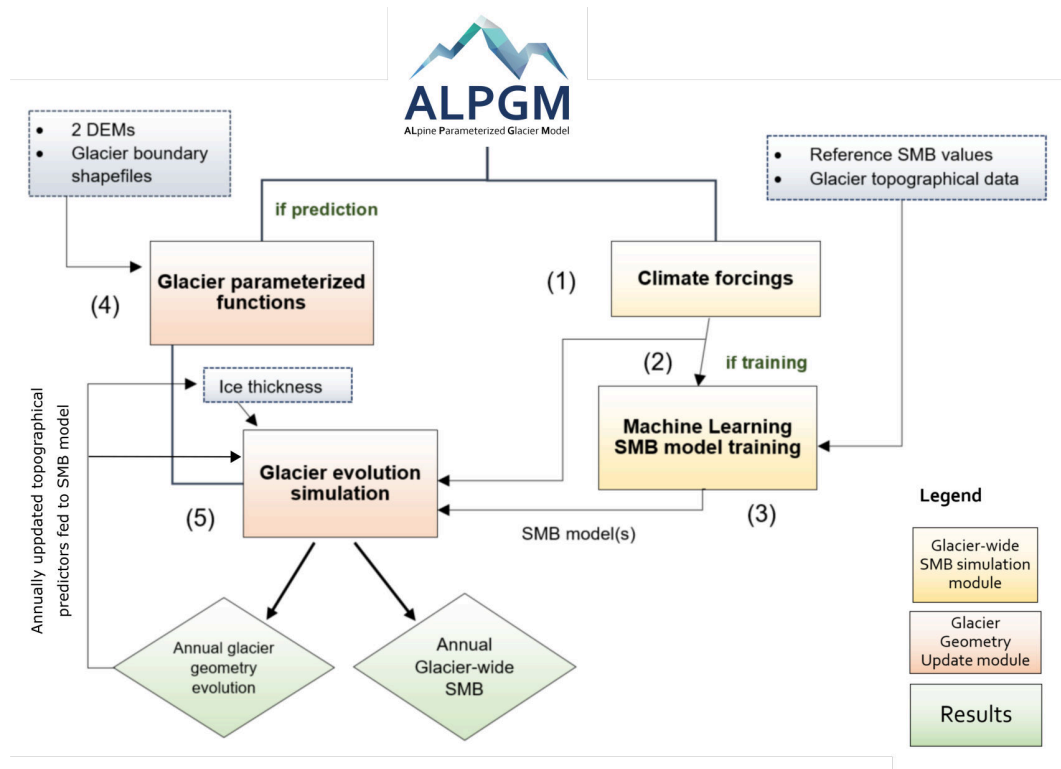 ALPGM
ALpine Parameterized Glacier Model
• 2 DEMs
• Glacier boundary
shapefiles
• Reference SMB values
• Glacier topographical data
if prediction
Glacier parameterized
functions
(4)
(1)
Climate forcings
(2)
if training
Ice thickness
Machine Learning
SMB model training
(3)
Glacier evolution
simulation
(5)
SMB model(s)
Annually uppdated topographical
predictors fed to SMB model
Annual glacier
geometry
evolution
Annual
Glacier-wide
SMB
Legend
Glacier-wide
SMB simulation
module
Glacier
Geometry
Update module
Results